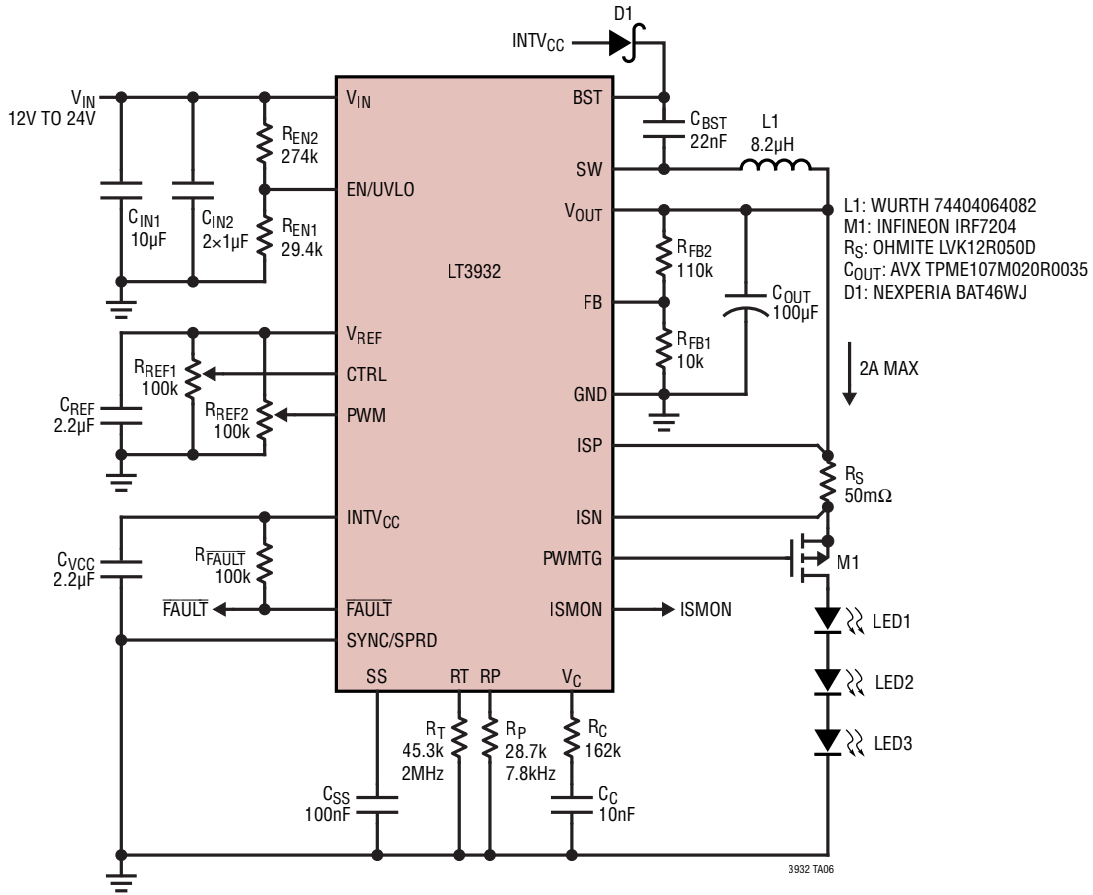 D1
INTVCC
VIN
12V TO 24V
VIN
BST
REN2
274k
CBST
22nF
L1
8.2µH
SW
EN/UVLO
CIN1
10µF
CIN2
2×1µF
REN1
29.4k
VOUT
L1: WURTH 74404064082
M1: INFINEON IRF7204
RS: OHMITE LVK12R050D
COUT: AVX TPME107M020R0035
D1: NEXPERIA BAT46WJ
LT3932
RFB2
110k
FB
COUT
100µF
RFB1
10k
VREF
RREF1
100k
CTRL
2A MAX
GND
CREF
2.2µF
RREF2
100k
PWM
ISP
RS
50mΩ
INTVCC
ISN
CVCC
2.2µF
RFAULT
100k
PWMTG
M1
FAULT
FAULT
ISMON
ISMON
LED1
SYNC/SPRD
SS
RT
RP
VC
LED2
RT
45.3k
2MHz
RP
28.7k
7.8kHz
RC
162k
LED3
CSS
100nF
CC
10nF
3932 TA06